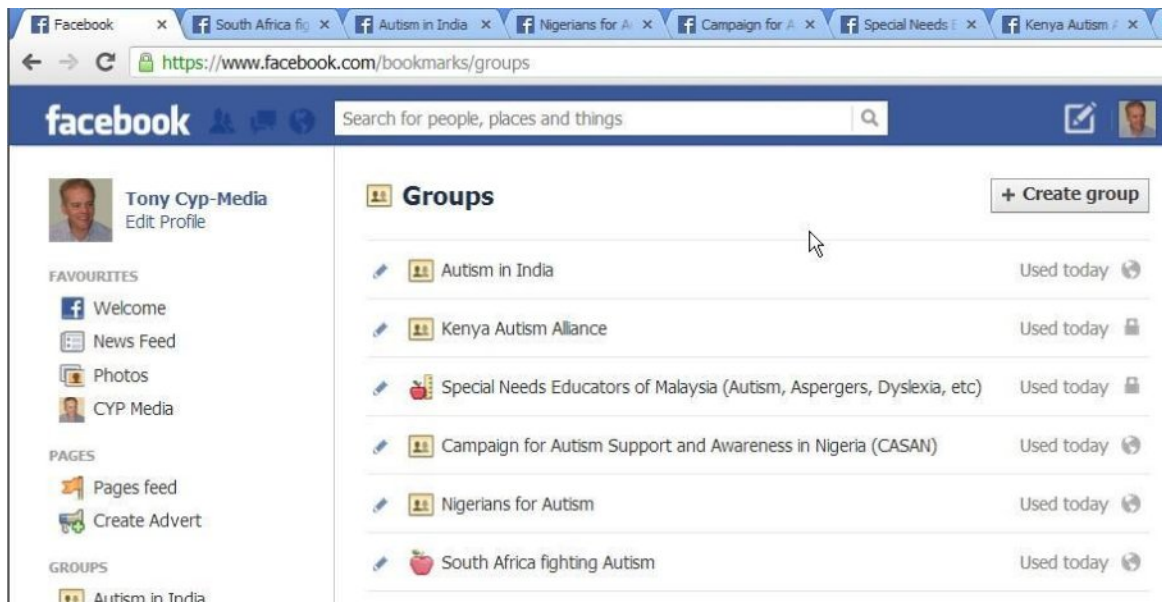 Facebook
South Africa fig
Autism in India
Nigerians for A
Campaign for A
Special Needs E
Kenya Autism A
https://www.facebook.com/bookmarks/groups
facebook
Search for people, places and things
Tony Cyp-Media
Edit Profile
FAVOURITES
Welcome
News Feed
Photos
CYP Media
PAGES
Pages feed
Create Advert
GROUPS
Autism in India
Groups
+ Create group
Autism in India Used today
Kenya Autism Alliance Used today
Special Needs Educators of Malaysia (Autism, Aspergers, Dyslexia, etc) Used today
Campaign for Autism Support and Awareness in Nigeria (CASAN) Used today
Nigerians for Autism Used today
South Africa fighting Autism Used today